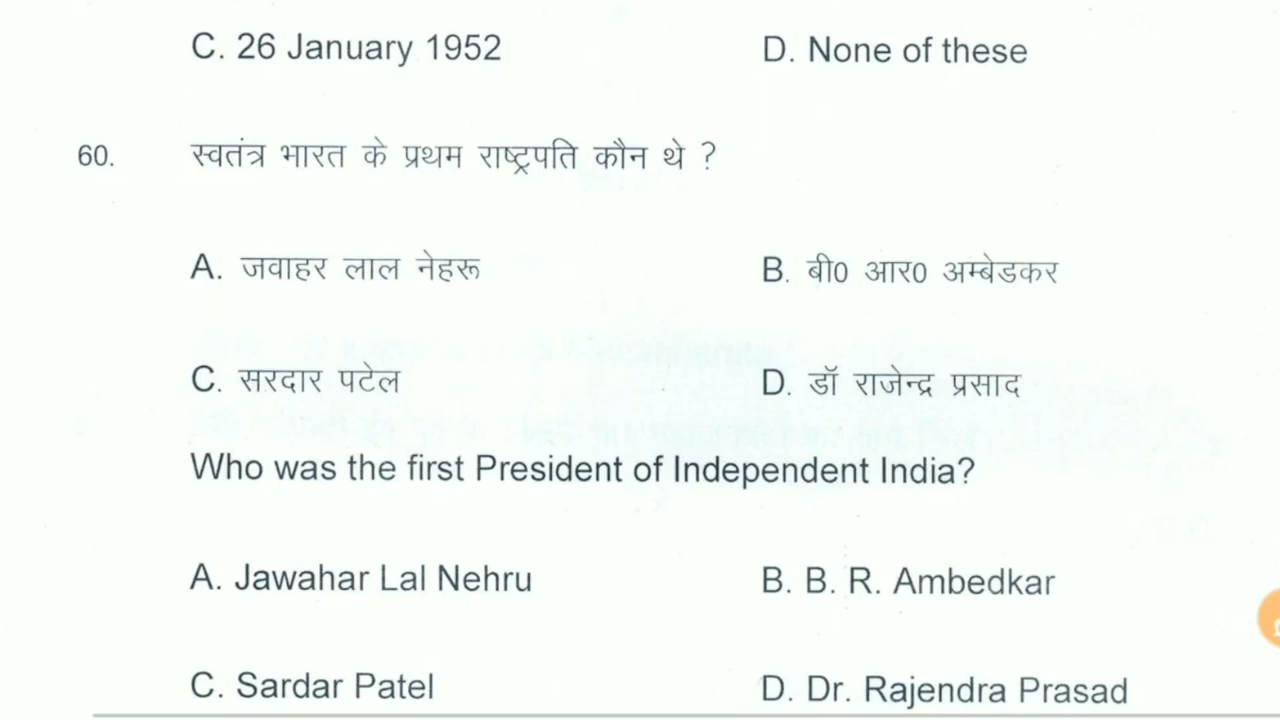 C. 26 January 1952 D. None of these
60. स्वतंत्र भारत के प्रथम राष्ट्रपति कौन थे ?
A. जवाहर लाल नेहरू B. बी0 आर0 अम्बेडकर
C. सरदार पटेल D. डॉ राजेन्द्र प्रसाद
Who was the first President of Independent India?
A. Jawahar Lal Nehru B. B. R. Ambedkar
C. Sardar Patel D. Dr. Rajendra Prasad